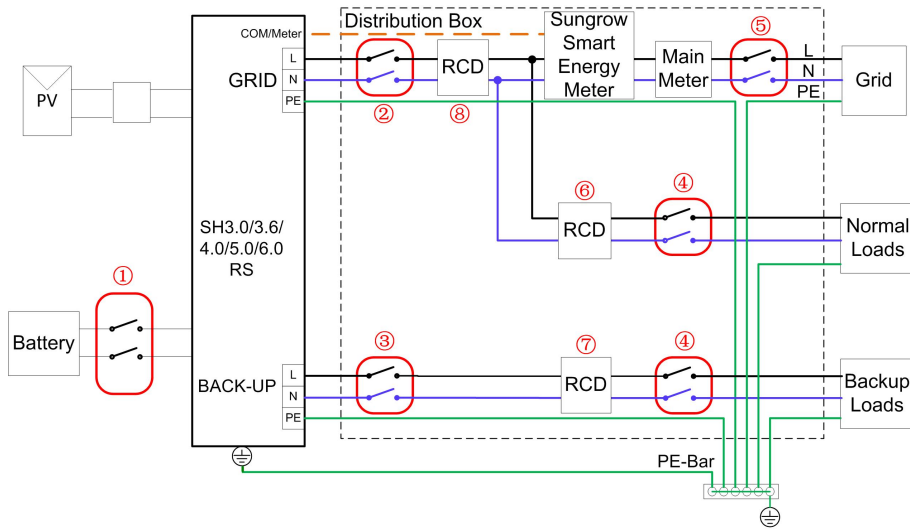 Distribution Box
Sungrow
Smart
Energy
Meter
⑤
COM/Meter
L
GRID
N
PE
②
RCD
⑧
Main
Meter
L
N
PE
Grid
PV
SH3.0/3.6/
4.0/5.0/6.0
RS
⑥
RCD
④
Normal
Loads
①
Battery
③
⑦
④
L
BACK-UP
N
PE
RCD
Backup
Loads
PE-Bar